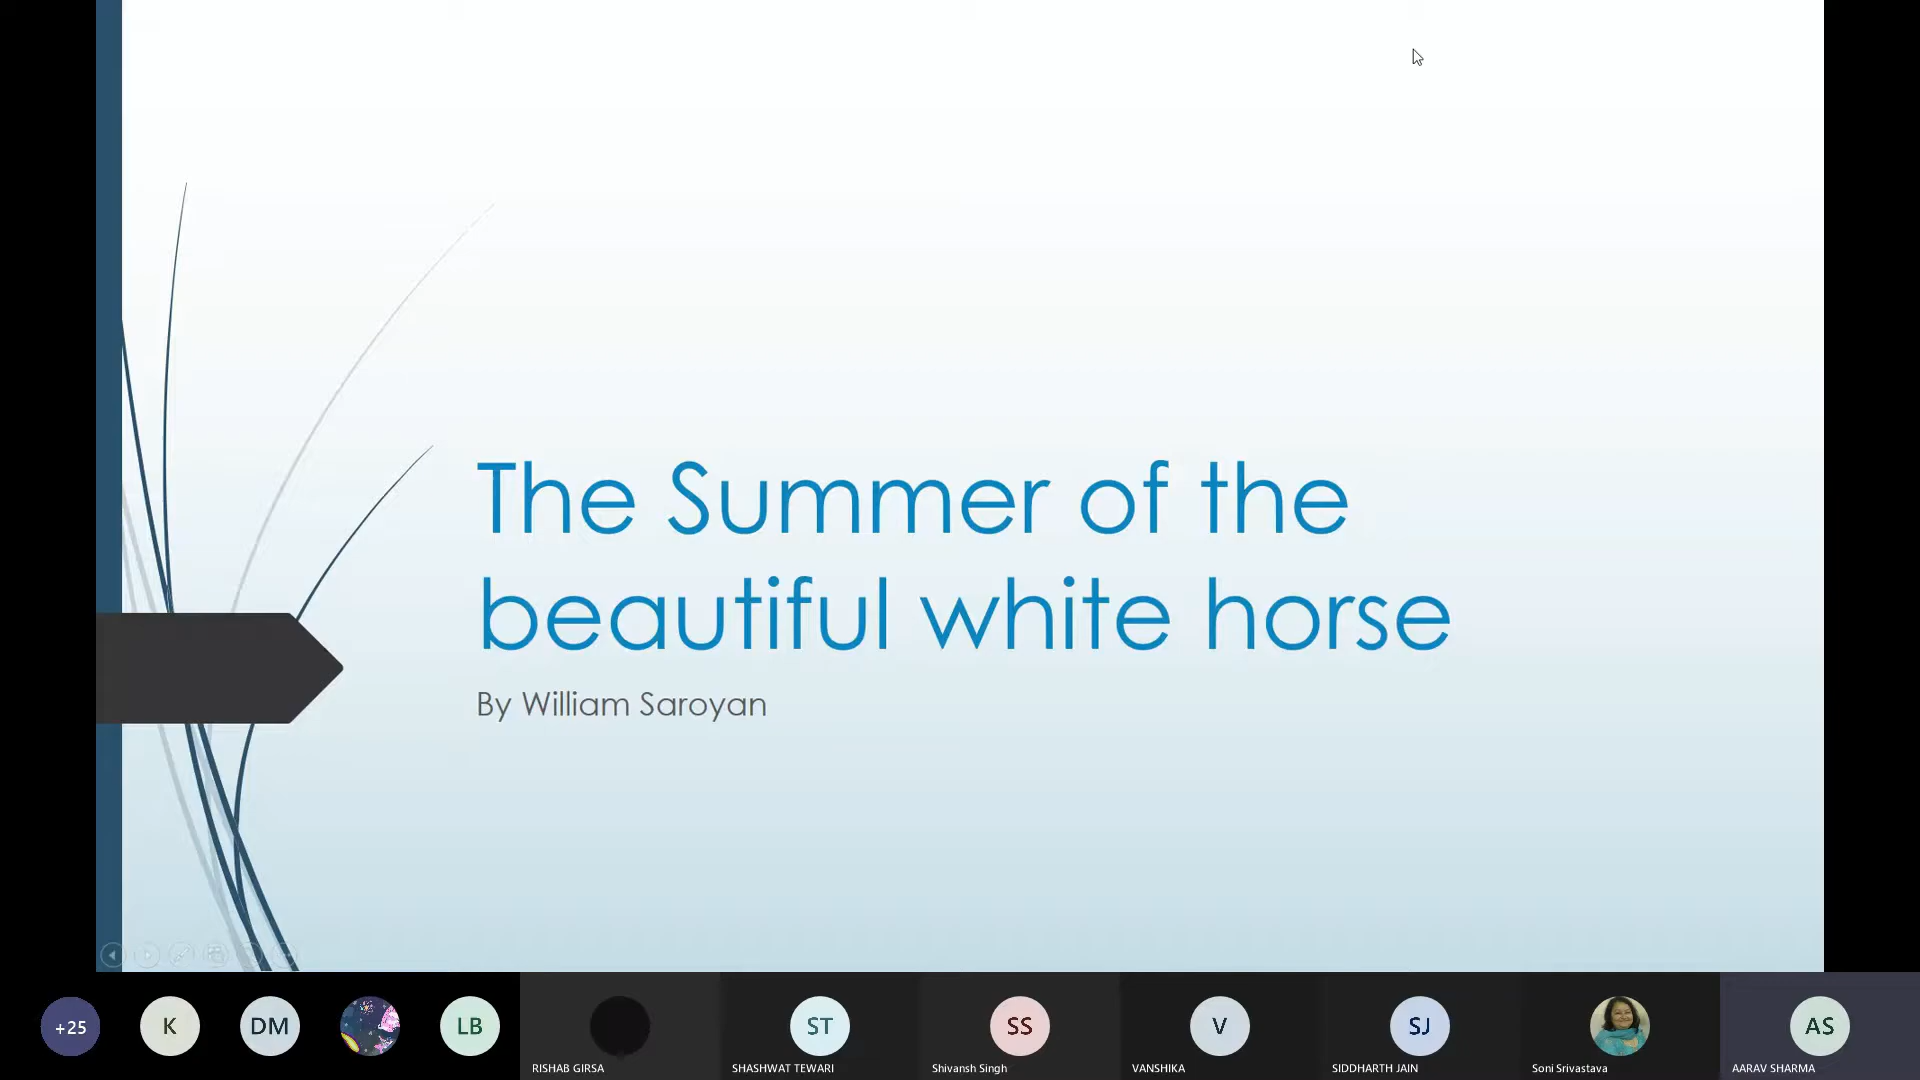 The Summer of the
beautiful white horse
By William Saroyan
+25
K
DM
LB
ST
SS
V
SJ
AS
RISHAB GIRSA
SHASHWAT TEWARI
Shivansh Singh
VANSHIKA
SIDDHARTH JAIN
Soni Srivastava
AARAV SHARMA